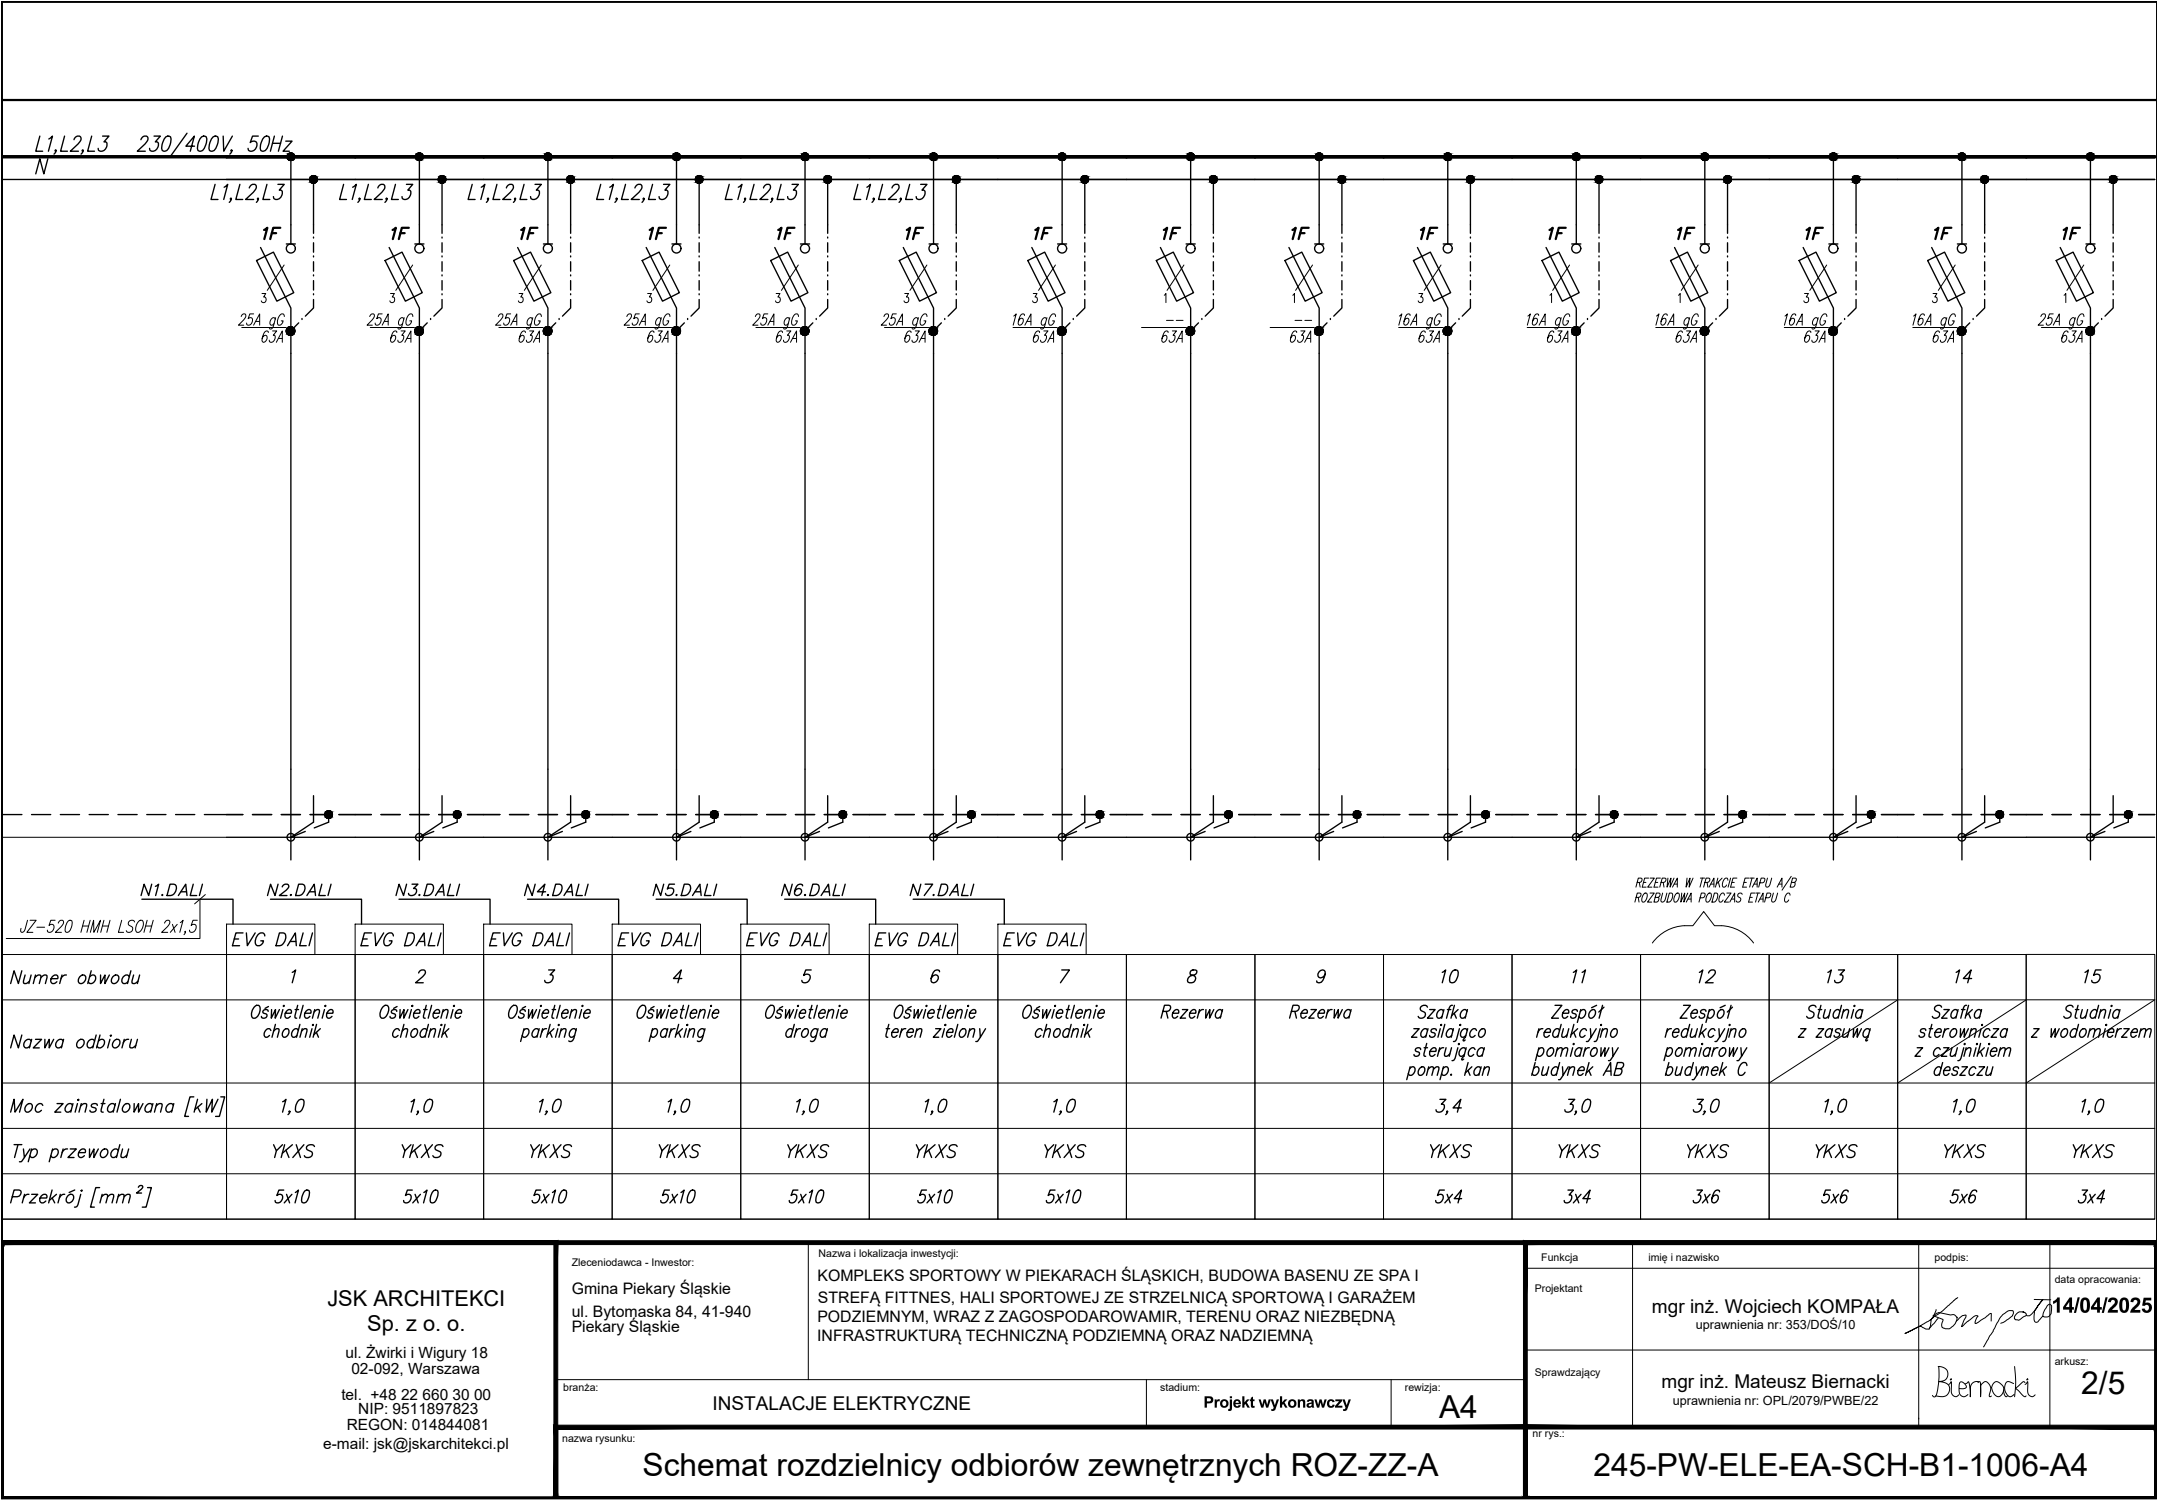 L1,L2,L3 230/400V, 50Hz
N
L1,L2,L3 L1,L2,L3 L1,L2,L3 L1,L2,L3 L1,L2,L3 L1,L2,L3
1F 1F 1F 1F 1F 1F 1F 1F 1F 1F 1F 1F 1F 1F 1F
3 3 3 3 3 3 3 1 1 3 1 1 3 3 1
25A gG 25A gG 25A gG 25A gG 25A gG 25A gG 16A gG -- -- 16A gG 16A gG 16A gG 16A gG 16A gG 25A gG
63A 63A 63A 63A 63A 63A 63A 63A 63A 63A 63A 63A 63A 63A 63A
N1.DALI N2.DALI N3.DALI N4.DALI N5.DALI N6.DALI N7.DALI
REZERWA W TRAKCIE ETAPU A/B
ROZBUDOWA PODCZAS ETAPU C
JZ-520 HMH LSOH 2x1,5
EVG DALI EVG DALI EVG DALI EVG DALI EVG DALI EVG DALI EVG DALI
Numer obwodu 1 2 3 4 5 6 7 8 9 10 11 12 13 14 15
Nazwa odbioru
Oświetlenie
chodnik
Oświetlenie
chodnik
Oświetlenie
parking
Oświetlenie
parking
Oświetlenie
droga
Oświetlenie
teren zielony
Oświetlenie
chodnik
Rezerwa
Rezerwa
Szafka
zasilająco
sterująca
pomp. kan
Zespół
redukcyjno
pomiarowy
budynek AB
Zespół
redukcyjno
pomiarowy
budynek C
Studnia
z zasuwą
Szafka
sterownicza
z czujnikiem
deszczu
Studnia
z wodomierzem
Moc zainstalowana [kW] 1,0 1,0 1,0 1,0 1,0 1,0 1,0 3,4 3,0 3,0 1,0 1,0 1,0
Typ przewodu YKXS YKXS YKXS YKXS YKXS YKXS YKXS YKXS YKXS YKXS YKXS YKXS YKXS
Przekrój [mm²] 5x10 5x10 5x10 5x10 5x10 5x10 5x10 5x4 3x4 3x6 5x6 5x6 3x4
JSK ARCHITEKCI
Sp. z o. o.
ul. Żwirki i Wigury 18
02-092, Warszawa
tel. +48 22 660 30 00
NIP: 9511897823
REGON: 014844081
e-mail: jsk@jskarchitekci.pl
Zleceniodawca - Inwestor:
Gmina Piekary Śląskie
ul. Bytomaska 84, 41-940
Piekary Śląskie
Nazwa i lokalizacja inwestycji:
KOMPLEKS SPORTOWY W PIEKARACH ŚLĄSKICH, BUDOWA BASENU ZE SPA I
STREFĄ FITTNES, HALI SPORTOWEJ ZE STRZELNICĄ SPORTOWĄ I GARAŻEM
PODZIEMNYM, WRAZ Z ZAGOSPODAROWAMIR, TERENU ORAZ NIEZBĘDNĄ
INFRASTRUKTURĄ TECHNICZNĄ PODZIEMNĄ ORAZ NADZIEMNĄ
branża:
INSTALACJE ELEKTRYCZNE
stadium:
Projekt wykonawczy
rewizja:
A4
nazwa rysunku:
Schemat rozdzielnicy odbiorów zewnętrznych ROZ-ZZ-A
Funkcja imię i nazwisko podpis:
Projektant
mgr inż. Wojciech KOMPAŁA
uprawnienia nr: 353/DOŚ/10
Kompała
data opracowania:
14/04/2025
Sprawdzający
mgr inż. Mateusz Biernacki
uprawnienia nr: OPL/2079/PWBE/22
Biernacki
arkusz:
2/5
nr rys.:
245-PW-ELE-EA-SCH-B1-1006-A4